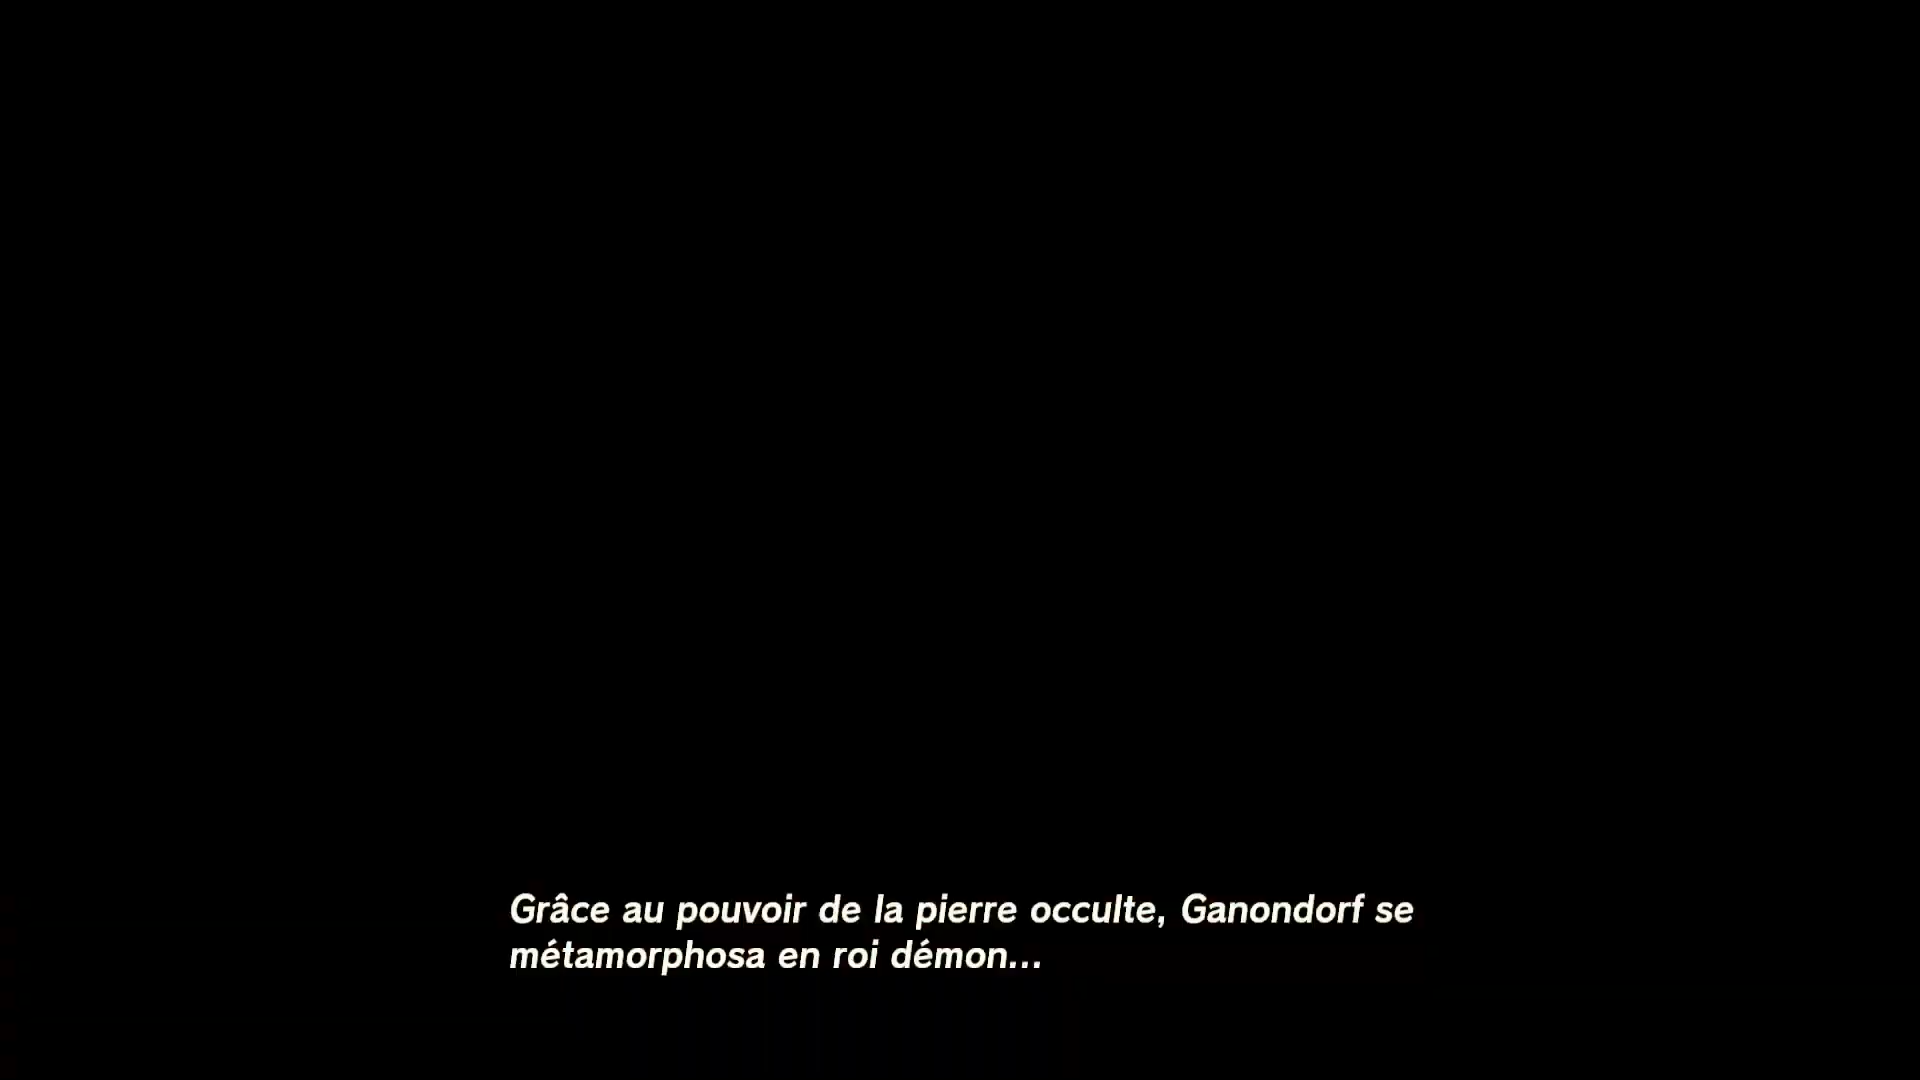 Grâce au pouvoir de la pierre occulte, Ganondorf se
métamorphosa en roi démon...